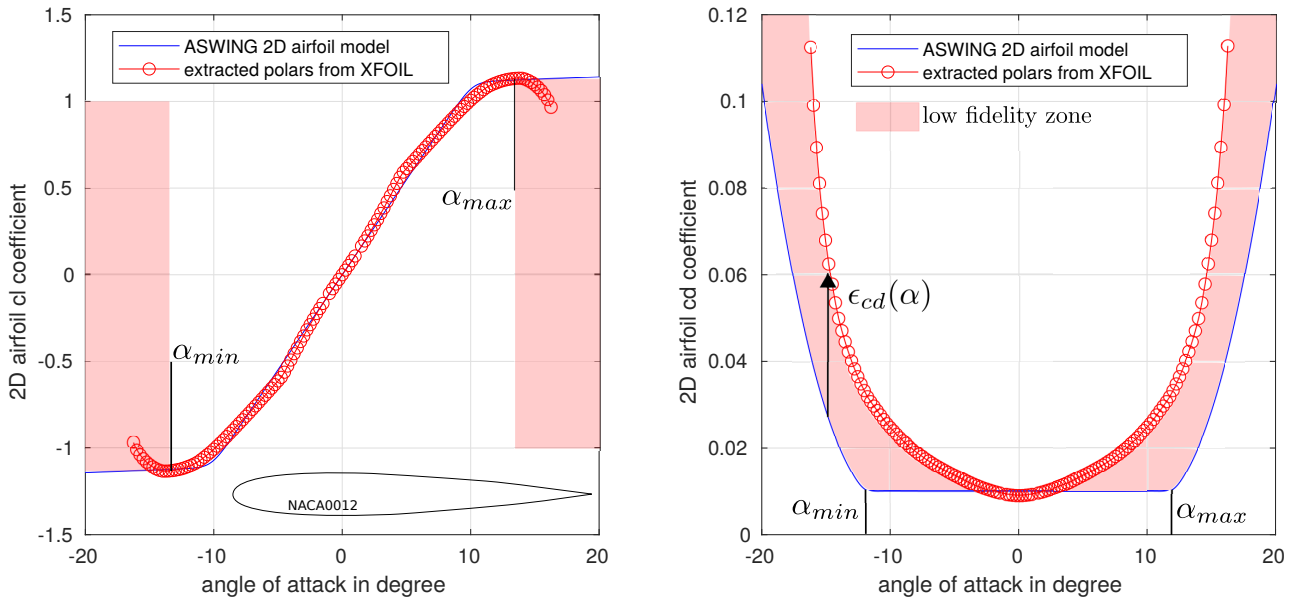 2D airfoil cl coefficient
1.5
1
0.5
0
-0.5
-1
-1.5
-20
-10
0
10
20
angle of attack in degree
ASWING 2D airfoil model
extracted polars from XFOIL
α_max
α_min
NACA0012
2D airfoil cd coefficient
0.12
0.1
0.08
0.06
0.04
0.02
0
-20
-10
0
10
20
angle of attack in degree
ASWING 2D airfoil model
extracted polars from XFOIL
low fidelity zone
ϵ_cd(α)
α_min
α_max